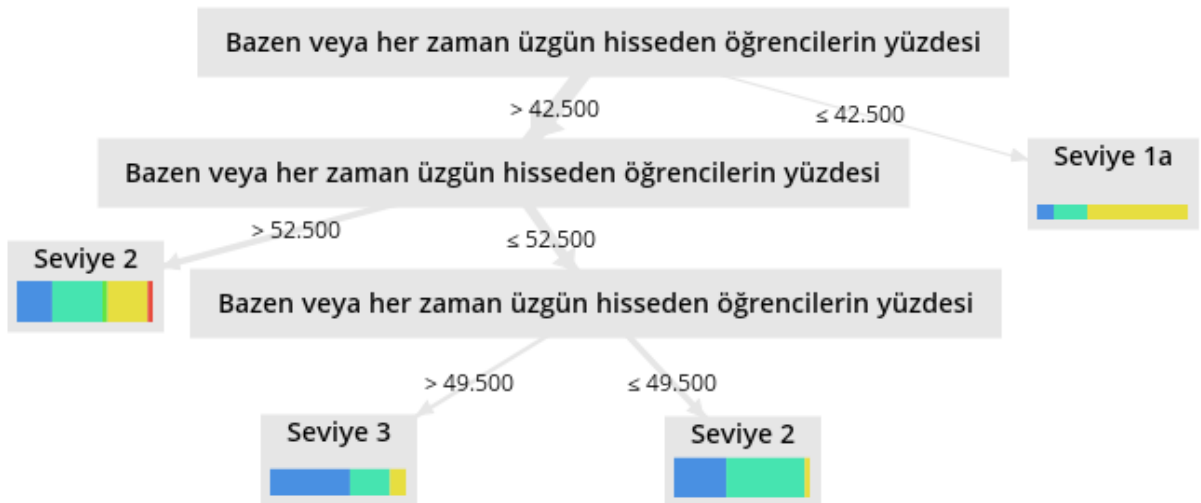 Bazen veya her zaman üzgün hisseden öğrencilerin yüzdesi
> 42.500
≤ 42.500
Bazen veya her zaman üzgün hisseden öğrencilerin yüzdesi
Seviye 1a
> 52.500
≤ 52.500
Seviye 2
Bazen veya her zaman üzgün hisseden öğrencilerin yüzdesi
> 49.500
≤ 49.500
Seviye 3
Seviye 2